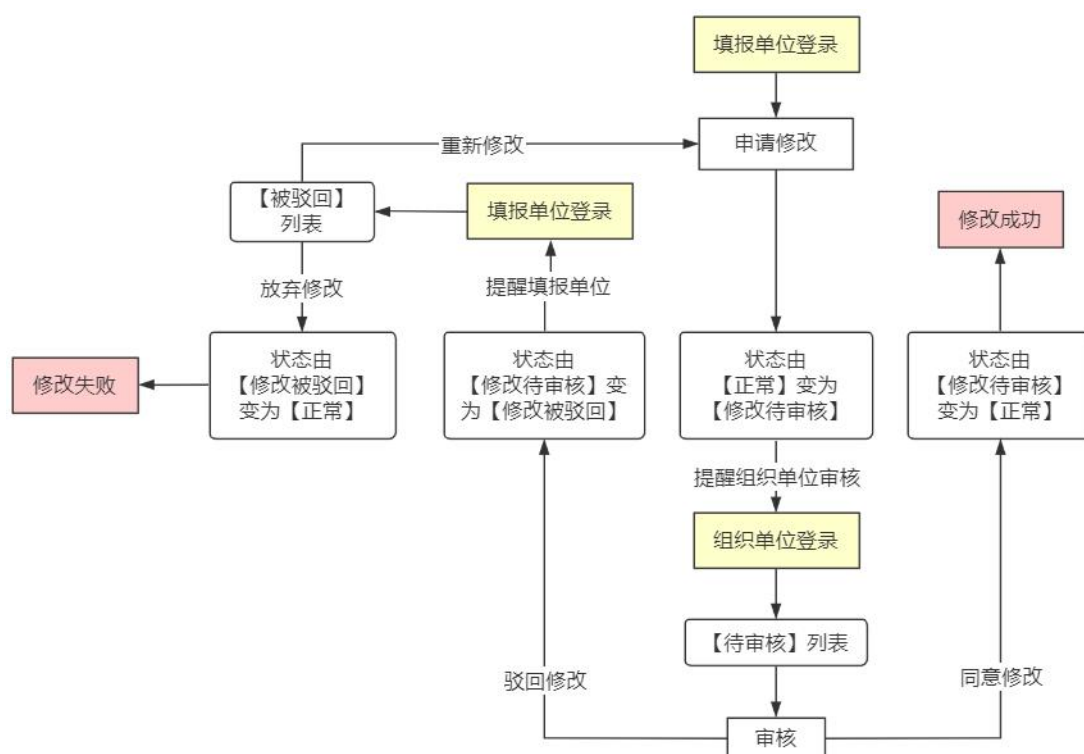 填报单位登录
重新修改
申请修改
【被驳回】
列表
填报单位登录
修改成功
放弃修改
提醒填报单位
修改失败
状态由
【修改被驳回】
变为【正常】
状态由
【修改待审核】变
为【修改被驳回】
状态由
【正常】变为
【修改待审核】
状态由
【修改待审核】
变为【正常】
提醒组织单位审核
组织单位登录
【待审核】列表
驳回修改
同意修改
审核